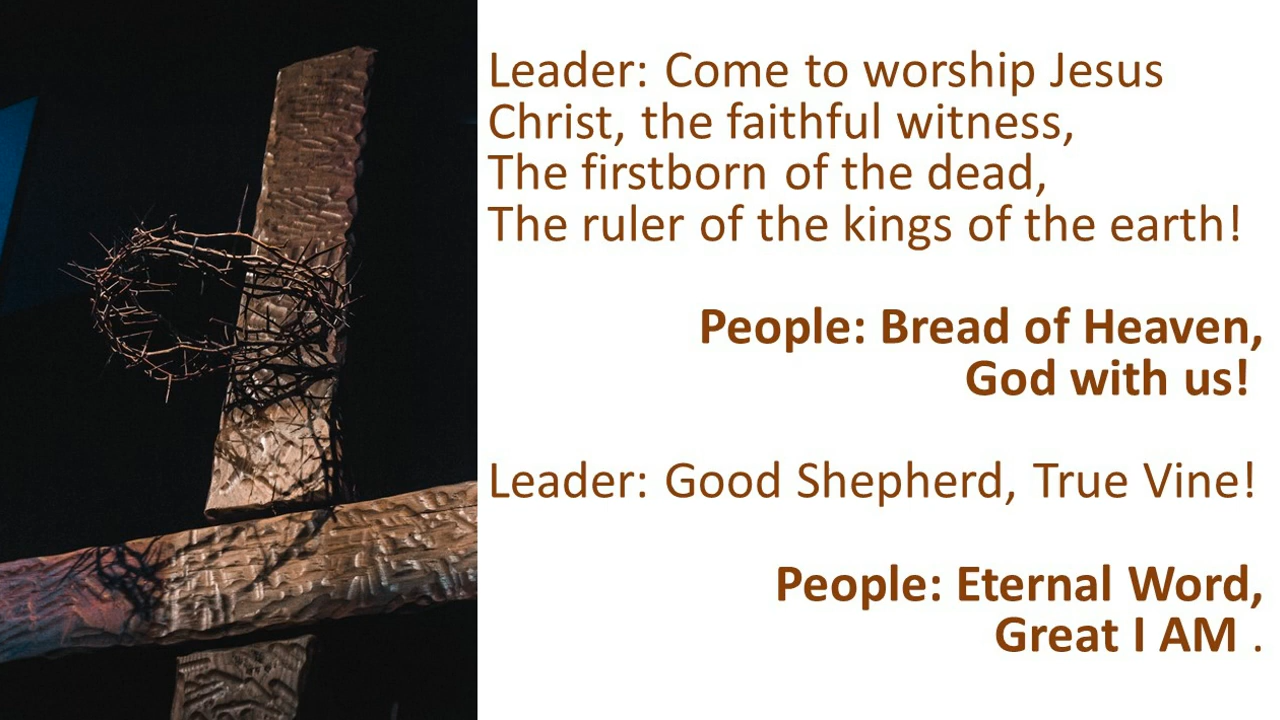 Leader: Come to worship Jesus
Christ, the faithful witness,
The firstborn of the dead,
The ruler of the kings of the earth!
People: Bread of Heaven,
God with us!
Leader: Good Shepherd, True Vine!
People: Eternal Word,
Great I AM .